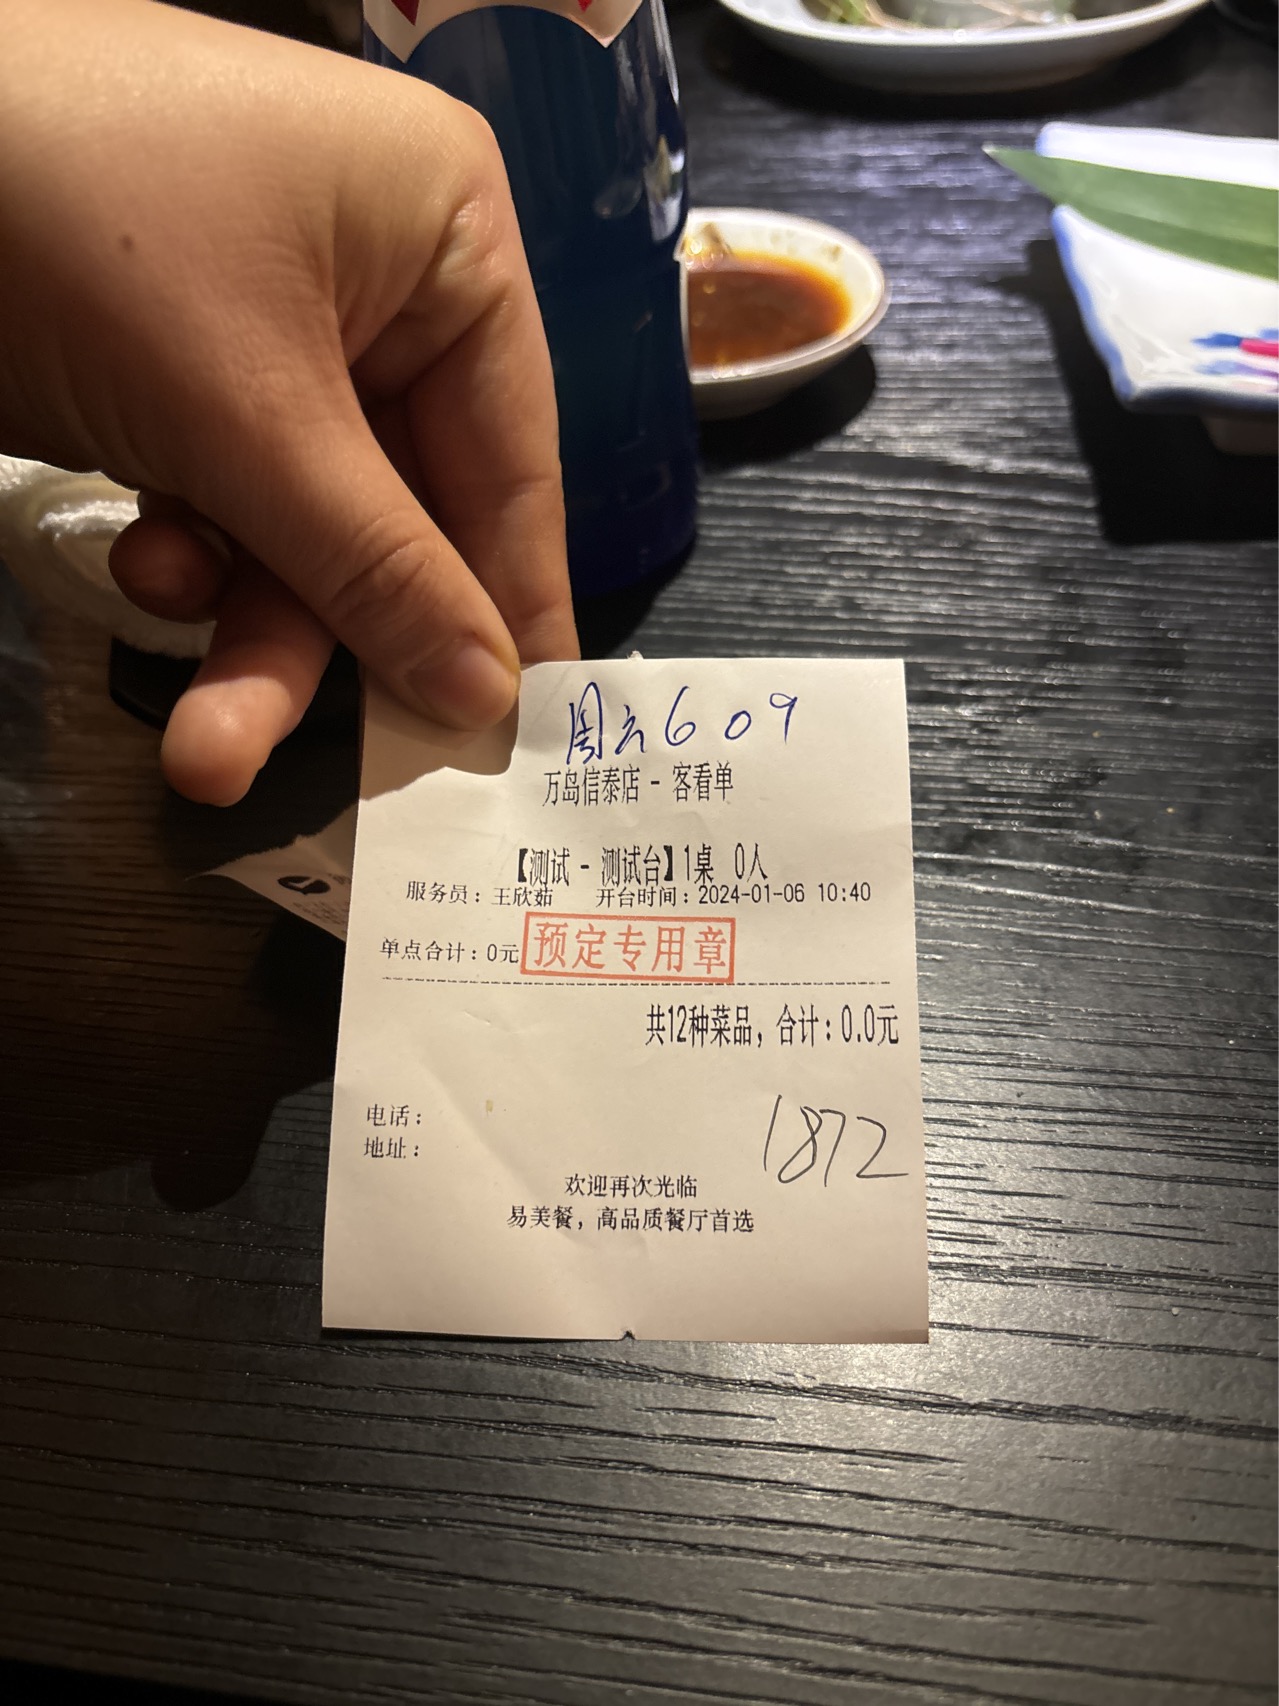 周六609
万岛信泰店 - 客看单
【测试 - 测试台】1桌 0人
服务员：王欣茹 开台时间：2024-01-06 10:40
单点合计：0元 预定专用章
共12种菜品，合计：0.0元
电话：
地址：
1872
欢迎再次光临
易美餐，高品质餐厅首选